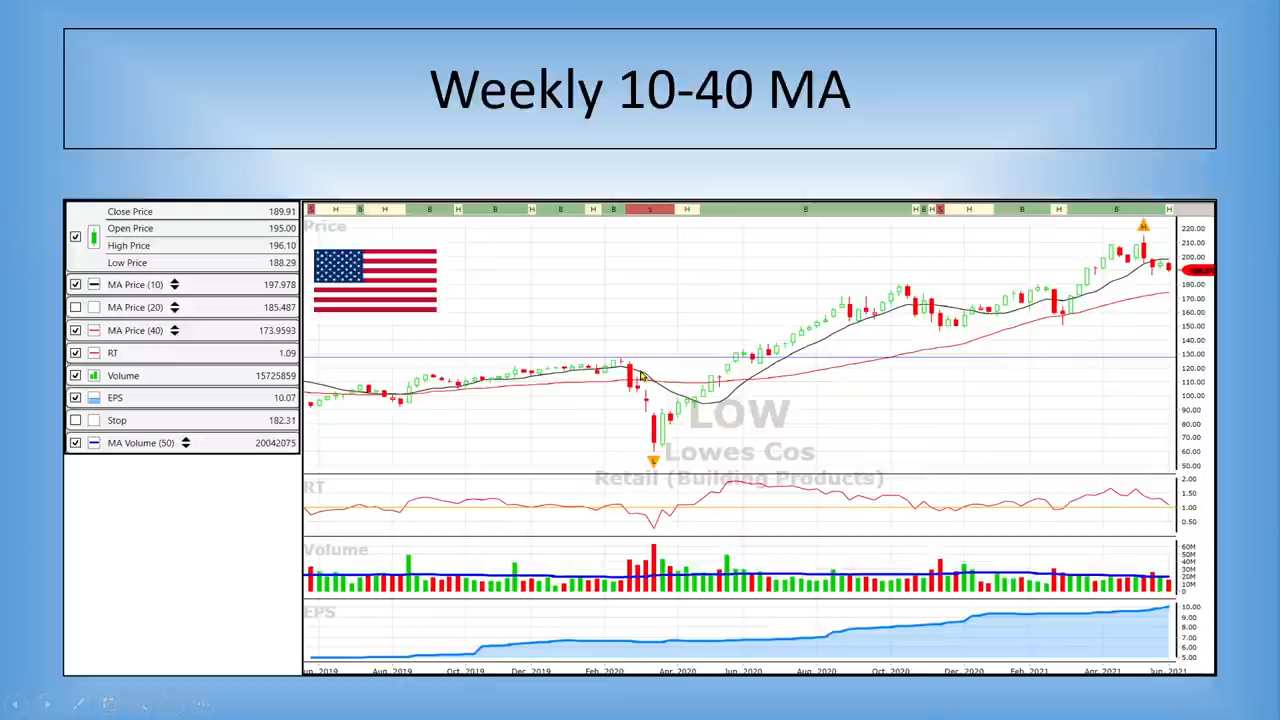 Weekly 10-40 MA
Close Price 189.91
Open Price 195.00
High Price 196.10
Low Price 188.29
MA Price (10) 197.978
MA Price (20) 185.487
MA Price (40) 173.9593
RT 1.09
Volume 15725859
EPS 10.07
Stop 182.31
MA Volume (50) 20042075
S H B H B H B H B H B S H B H B H S H B H B H
Price
H
220.00
210.00
200.00
180.00
170.00
160.00
150.00
140.00
130.00
120.00
110.00
100.00
90.00
80.00
70.00
60.00
50.00
L
LOW
Lowes Cos
Retail (Building Products)
RT
2.00
1.50
1.00
0.50
Volume
60M
50M
40M
30M
20M
10M
0
EPS
10.00
9.00
8.00
7.00
6.00
5.00
Aug, 2019 Oct, 2019 Dec, 2019 Feb, 2020 Apr, 2020 Jun, 2020 Aug, 2020 Oct, 2020 Dec, 2020 Feb, 2021 Apr, 2021 Jun, 2021